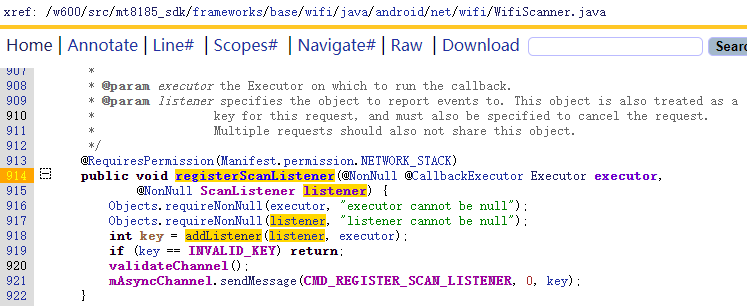 xref: /w600/src/mt8185_sdk/frameworks/base/wifi/java/android/net/wifi/WifiScanner.java
Home | Annotate | Line# | Scopes# | Navigate# | Raw | Download Searc
907 *
908 * @param executor the Executor on which to run the callback.
909 * @param listener specifies the object to report events to. This object is also treated as a
910 * key for this request, and must also be specified to cancel the request.
911 * Multiple requests should also not share this object.
912 */
913 @RequiresPermission(Manifest.permission.NETWORK_STACK)
914 public void registerScanListener(@NonNull @CallbackExecutor Executor executor,
915 @NonNull ScanListener listener) {
916 Objects.requireNonNull(executor, "executor cannot be null");
917 Objects.requireNonNull(listener, "listener cannot be null");
918 int key = addListener(listener, executor);
919 if (key == INVALID_KEY) return;
920 validateChannel();
921 mAsyncChannel.sendMessage(CMD_REGISTER_SCAN_LISTENER, 0, key);
922 }